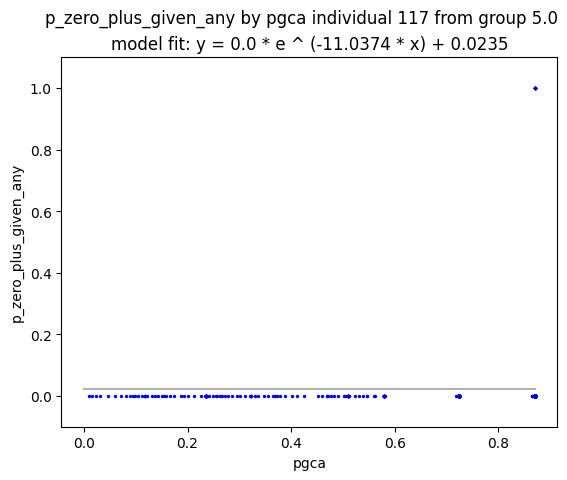 p_zero_plus_given_any by pgca individual 117 from group 5.0
model fit: y = 0.0 * e ^ (-11.0374 * x) + 0.0235
1.0
0.8
0.6
0.4
0.2
0.0
p_zero_plus_given_any
0.0 0.2 0.4 0.6 0.8
pgca